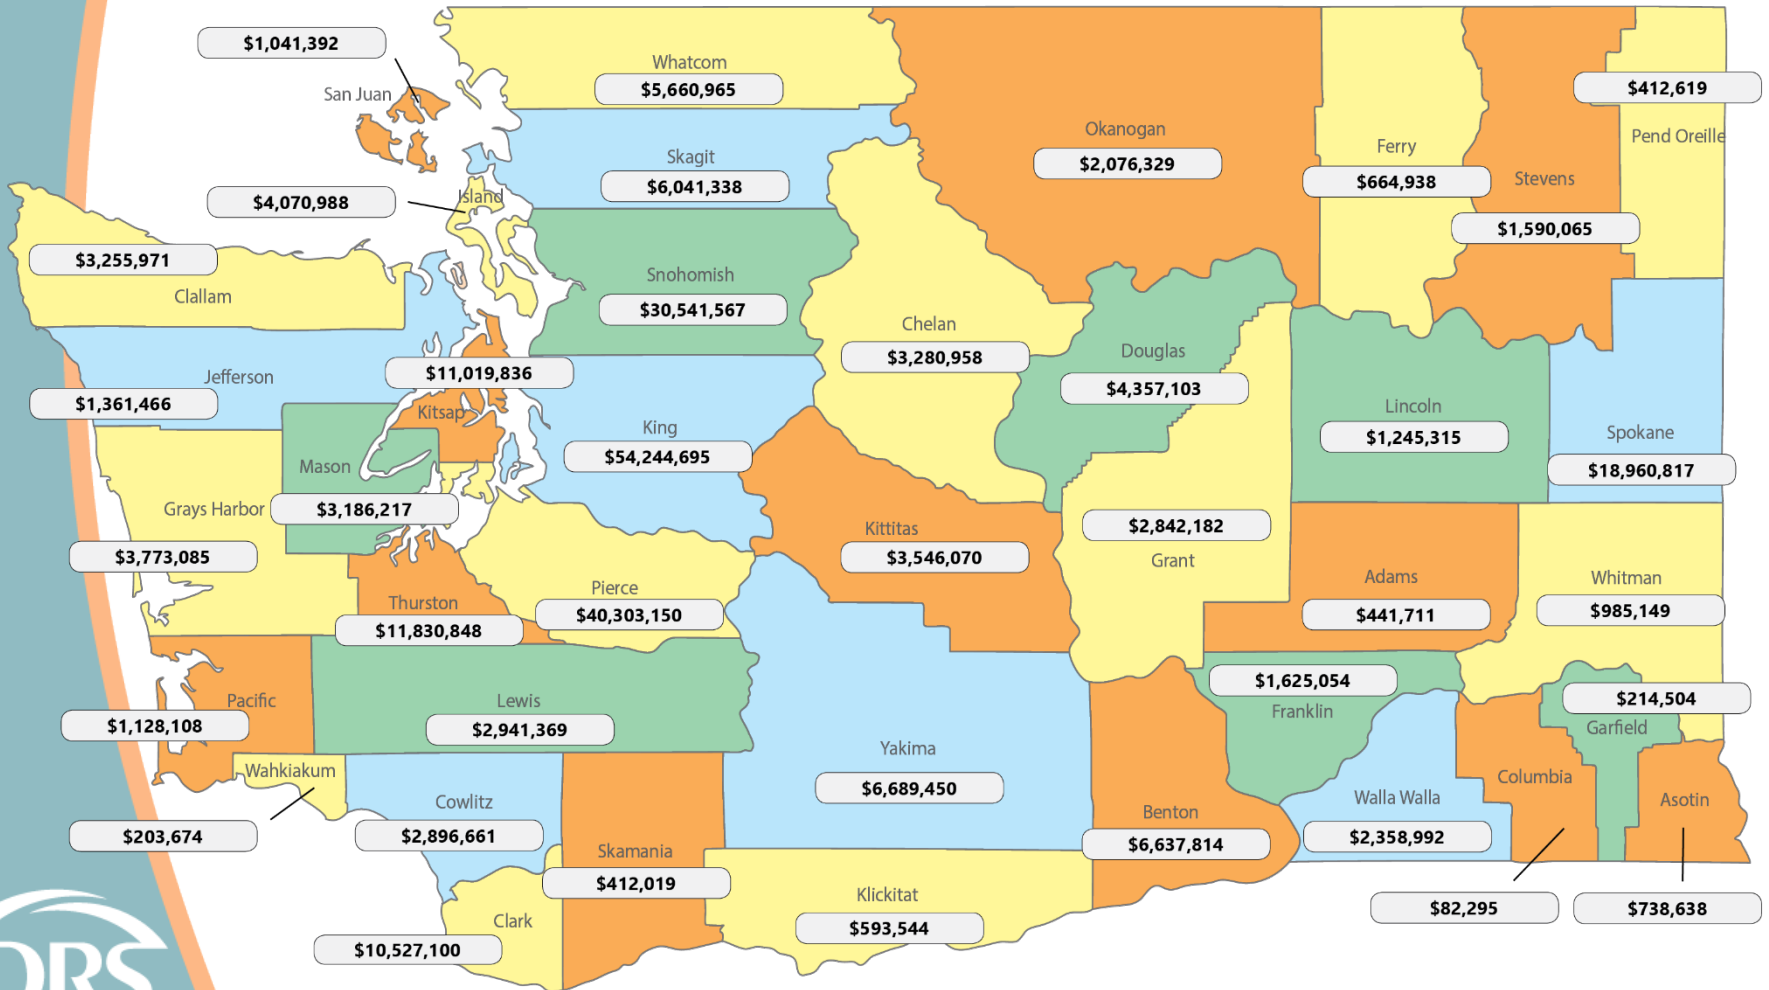 $1,041,392
San Juan
Whatcom
$5,660,965
Skagit
$6,041,338
$4,070,988
Island
$3,255,971
Clallam
Snohomish
$30,541,567
Okanogan
$2,076,329
Ferry
$664,938
Stevens
$1,590,065
$412,619
Pend Oreille
Chelan
$3,280,958
Douglas
$4,357,103
Jefferson
$1,361,466
$11,019,836
Kitsap
King
$54,244,695
Lincoln
$1,245,315
Spokane
$18,960,817
Mason
$3,186,217
Grays Harbor
$3,773,085
Kittitas
$3,546,070
$2,842,182
Grant
Adams
$441,711
Whitman
$985,149
Thurston
$11,830,848
Pierce
$40,303,150
Pacific
$1,128,108
Lewis
$2,941,369
Yakima
$6,689,450
$1,625,054
Franklin
$214,504
Garfield
Wahkiakum
$203,674
Cowlitz
$2,896,661
Skamania
$412,019
Benton
$6,637,814
Walla Walla
$2,358,992
Columbia
$82,295
Asotin
$738,638
Klickitat
$593,544
Clark
$10,527,100
DRS